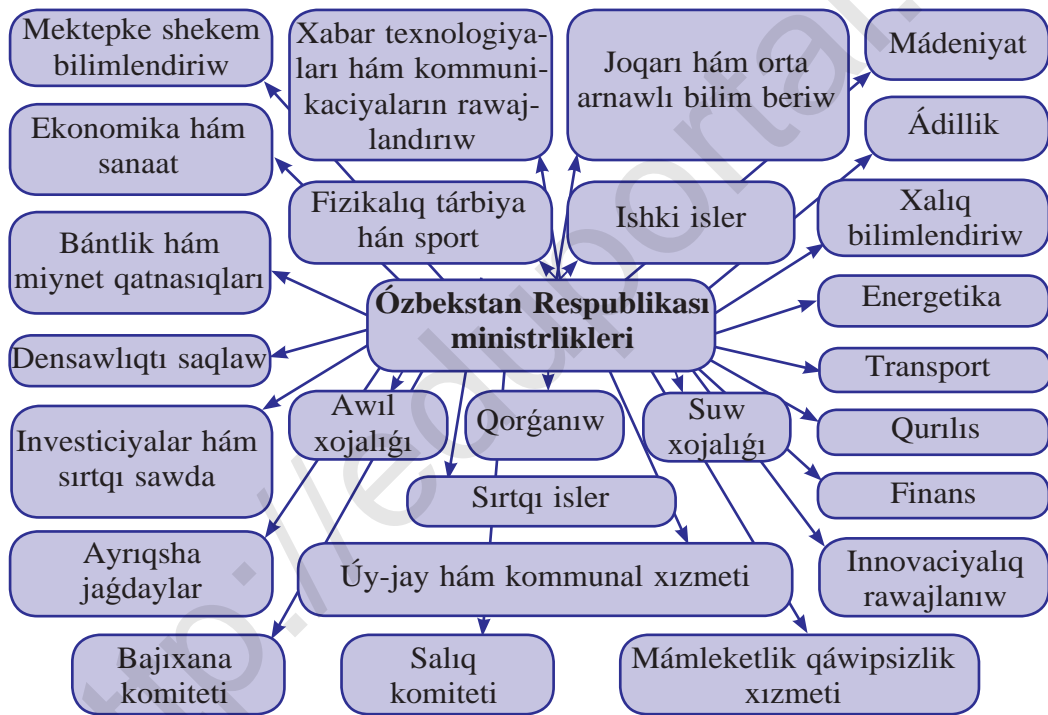 Mektepke shekem
bilimlendiriw
Xabar texnologiya-
ları hám kommuni-
kaciyaların rawaj-
landırıw
Joqarı hám orta
arnawlı bilim beriw
Mádeniyat
Ekonomika hám
sanaat
Ádillik
Fizikalıq tárbiya
hán sport
Ishki isler
Xalıq
bilimlendiriw
Bántlik hám
miynet qatnasıqları
Ózbekstan Respublikası
ministrlikleri
Energetika
Densawlıqtı saqlaw
Transport
Awıl
xojalıǵı
Qorǵanıw
Suw
xojalıǵı
Qurılıs
Investiciyalar hám
sırtqı sawda
Sırtqı isler
Finans
Ayrıqsha
jaǵdaylar
Úy-jay hám kommunal xızmeti
Innovaciyalıq
rawajlanıw
Bajıxana
komiteti
Salıq
komiteti
Mámleketlik qáwipsizlik
xızmeti
http://eduportal.